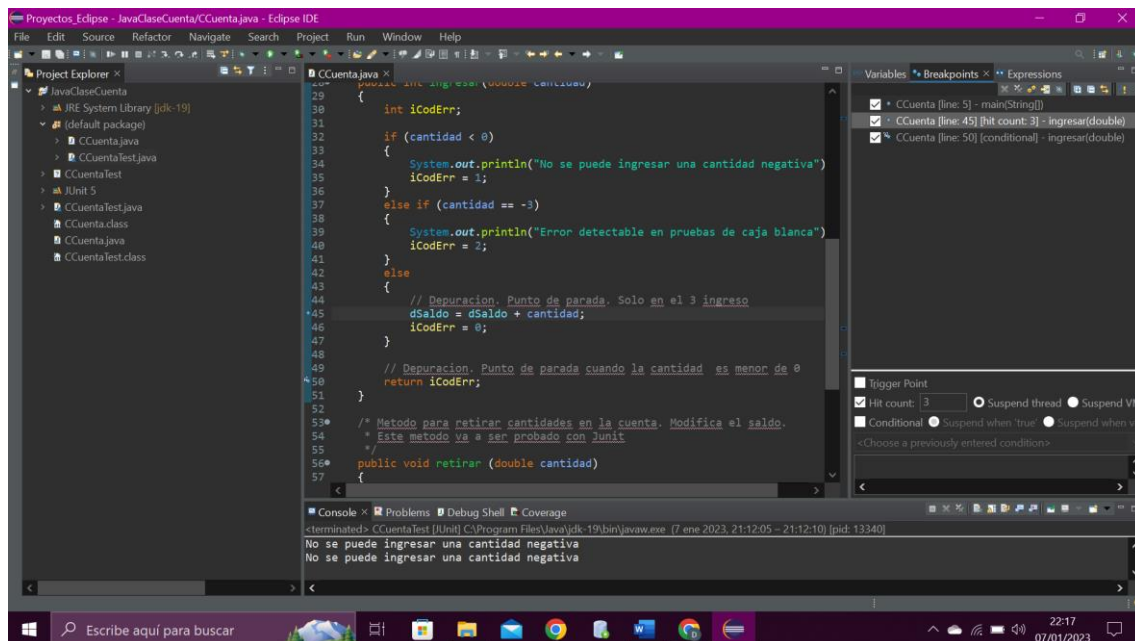 Proyectos_Eclipse - JavaClaseCuenta/CCuenta.java - Eclipse IDE
File Edit Source Refactor Navigate Search Project Run Window Help
Project Explorer ×
JavaClaseCuenta
JRE System Library [jdk-19]
(default package)
CCuenta.java
CCuentaTest.java
CCuentaTest
JUnit 5
CCuentaTest.java
CCuenta.class
CCuenta.java
CCuentaTest.class
CCuenta.java ×
public int ingresar(double cantidad)
29 {
30 int iCodErr;
31
32 if (cantidad < 0)
33 {
34 System.out.println("No se puede ingresar una cantidad negativa")
35 iCodErr = 1;
36 }
37 else if (cantidad == -3)
38 {
39 System.out.println("Error detectable en pruebas de caja blanca")
40 iCodErr = 2;
41 }
42 else
43 {
44 // Depuracion. Punto de parada. Solo en el 3 ingreso
45 dSaldo = dSaldo + cantidad;
46 iCodErr = 0;
47 }
48
49 // Depuracion. Punto de parada cuando la cantidad es menor de 0
50 return iCodErr;
51 }
52
53 /* Metodo para retirar cantidades en la cuenta. Modifica el saldo.
54 * Este metodo va a ser probado con Junit
55 */
56 public void retirar (double cantidad)
57 {
Variables Breakpoints × Expressions
CCuenta [line: 5] - main(String[])
CCuenta [line: 45] [hit count: 3] - ingresar(double)
CCuenta [line: 50] [conditional] - ingresar(double)
Trigger Point
Hit count: 3 Suspend thread Suspend VM
Conditional Suspend when 'true' Suspend when v
<Choose a previously entered condition>
Console × Problems Debug Shell Coverage
<terminated> CCuentaTest [JUnit] C:\Program Files\Java\jdk-19\bin\javaw.exe (7 ene 2023, 21:12:05 – 21:12:10) [pid: 13340]
No se puede ingresar una cantidad negativa
No se puede ingresar una cantidad negativa
Escribe aquí para buscar
22:17
07/01/2023